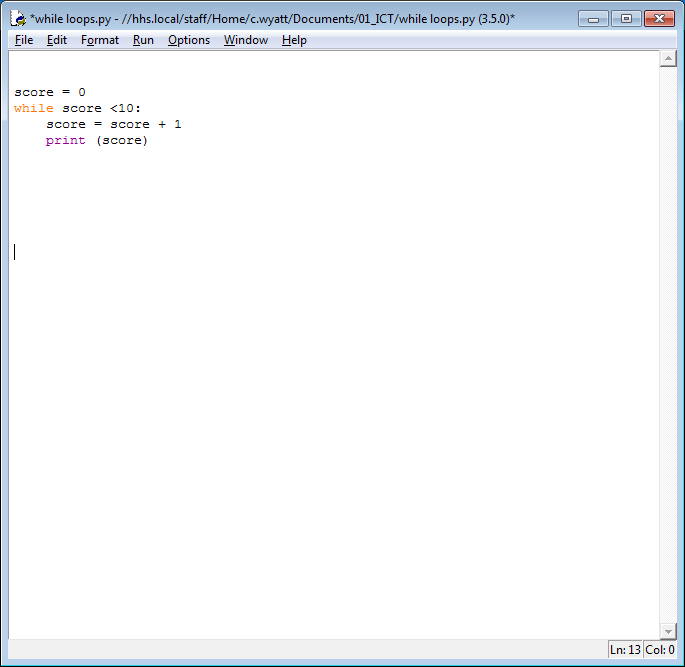 *while loops.py - //hhs.local/staff/Home/c.wyatt/Documents/01_ICT/while loops.py (3.5.0)*
File Edit Format Run Options Window Help
score = 0
while score <10:
    score = score + 1
    print (score)
Ln: 13 Col: 0